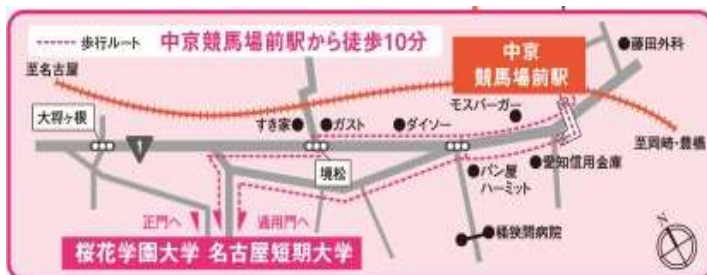 歩行ルート 中京競馬場前駅から徒歩10分
至名古屋
中京
競馬場前駅
藤田外科
大将ヶ根
すき家
ガスト
ダイソー
モスバーガー
至岡崎・豊橋
1
境松
パン屋
ハーミット
愛知信用金庫
桶狭間病院
正門へ
通用門へ
桜花学園大学 名古屋短期大学
N